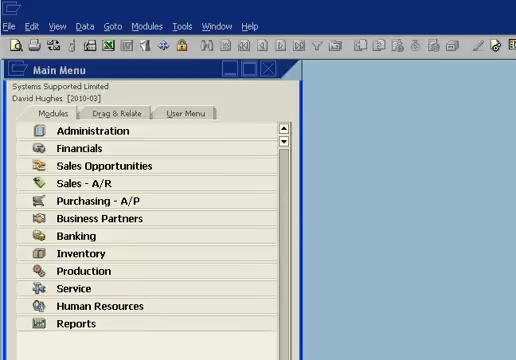 File Edit View Data Goto Modules Tools Window Help
Main Menu
Systems Supported Limited
David Hughes [2010-03]
Modules Drag & Relate User Menu
Administration
Financials
Sales Opportunities
Sales - A/R
Purchasing - A/P
Business Partners
Banking
Inventory
Production
Service
Human Resources
Reports